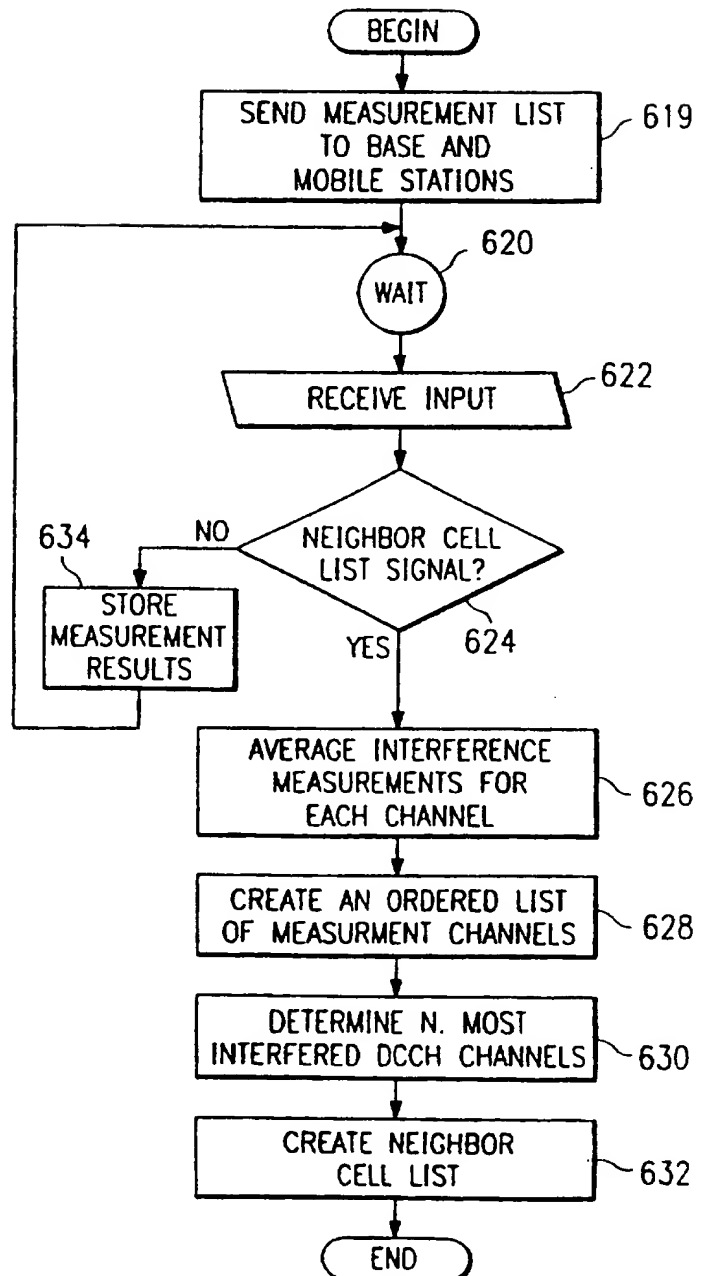 BEGIN
SEND MEASUREMENT LIST
TO BASE AND
MOBILE STATIONS
619
620
WAIT
RECEIVE INPUT
622
NEIGHBOR CELL
LIST SIGNAL?
624
NO
634
STORE
MEASUREMENT
RESULTS
YES
AVERAGE INTERFERENCE
MEASUREMENTS FOR
EACH CHANNEL
626
CREATE AN ORDERED LIST
OF MEASURMENT CHANNELS
628
DETERMINE N. MOST
INTERFERED DCCH CHANNELS
630
CREATE NEIGHBOR
CELL LIST
632
END